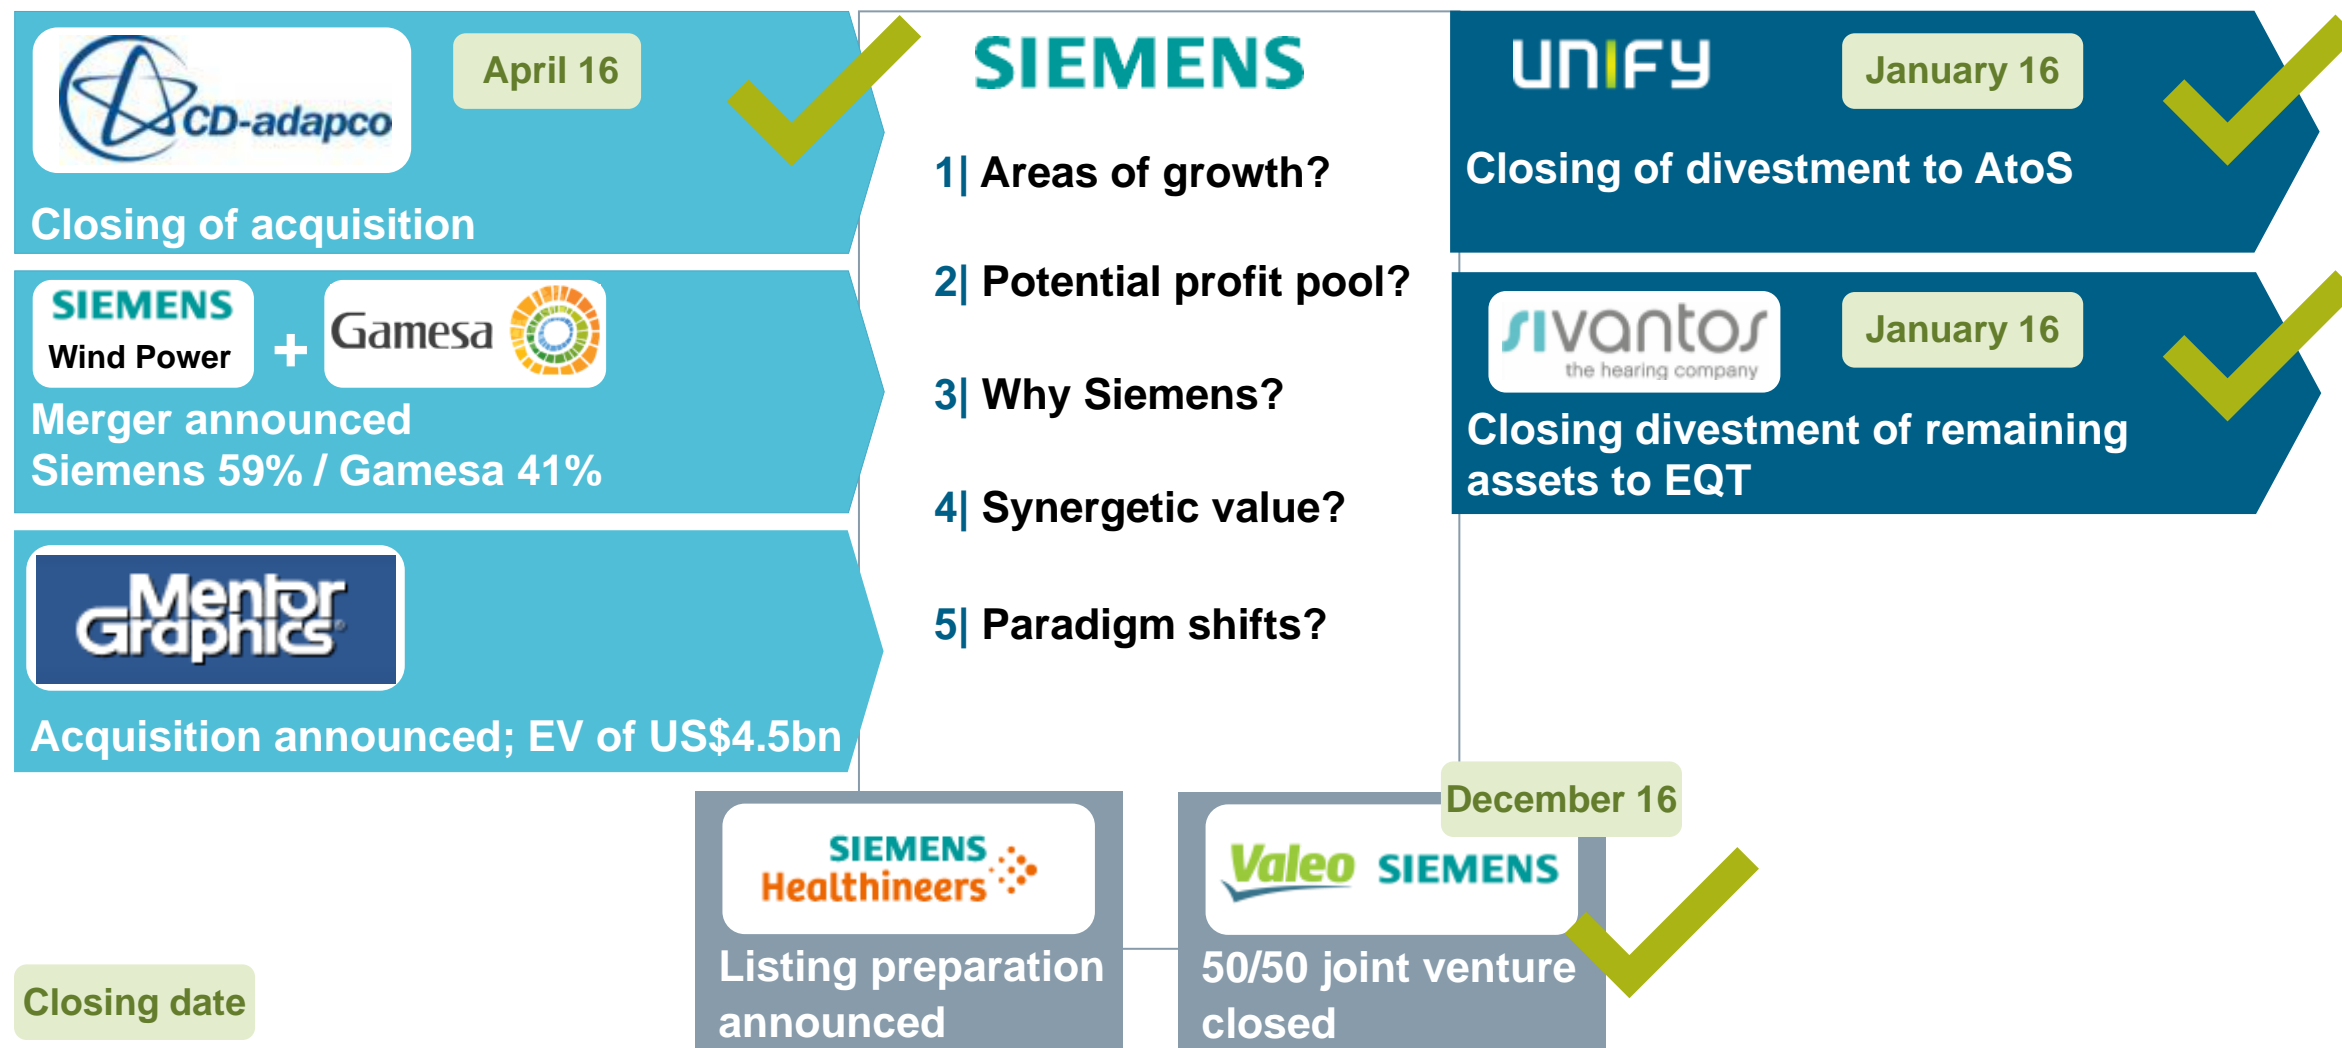 CD-adapco
April 16
Closing of acquisition
SIEMENS
Wind Power
+
Gamesa
Merger announced
Siemens 59% / Gamesa 41%
Mentor
Graphics
Acquisition announced; EV of US$4.5bn
SIEMENS
1| Areas of growth?
2| Potential profit pool?
3| Why Siemens?
4| Synergetic value?
5| Paradigm shifts?
UNIFY
January 16
Closing of divestment to AtoS
sivantos
the hearing company
January 16
Closing divestment of remaining
assets to EQT
SIEMENS
Healthineers
Listing preparation
announced
December 16
Valeo SIEMENS
50/50 joint venture
closed
Closing date